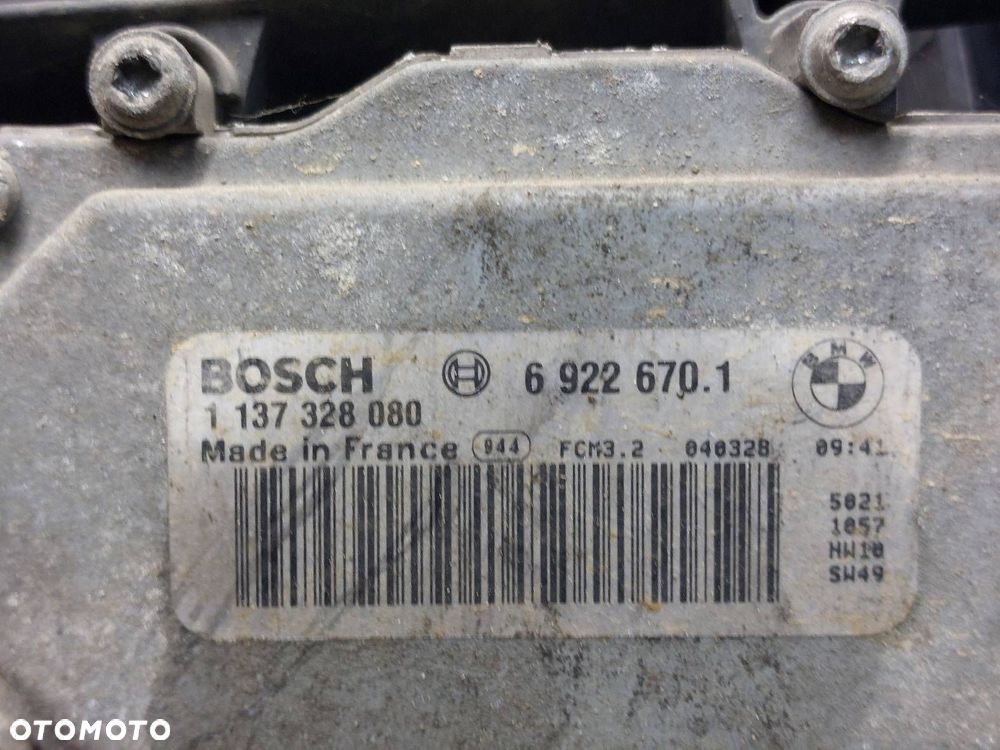 BOSCH 6 922 670.1 BMW
1 137 328 080
Made in France 944 FCM3.2 040328 09:41
5021
1057
HW10
SW49
OTOMOTO